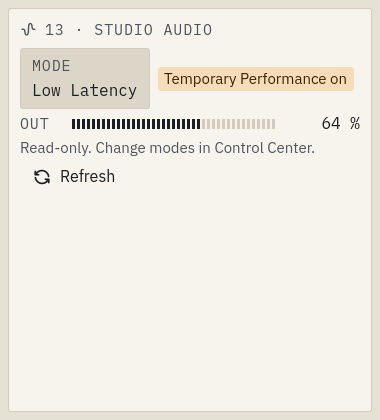 13 · STUDIO AUDIO
MODE
Low Latency
Temporary Performance on
OUT 64 %
Read-only. Change modes in Control Center.
Refresh